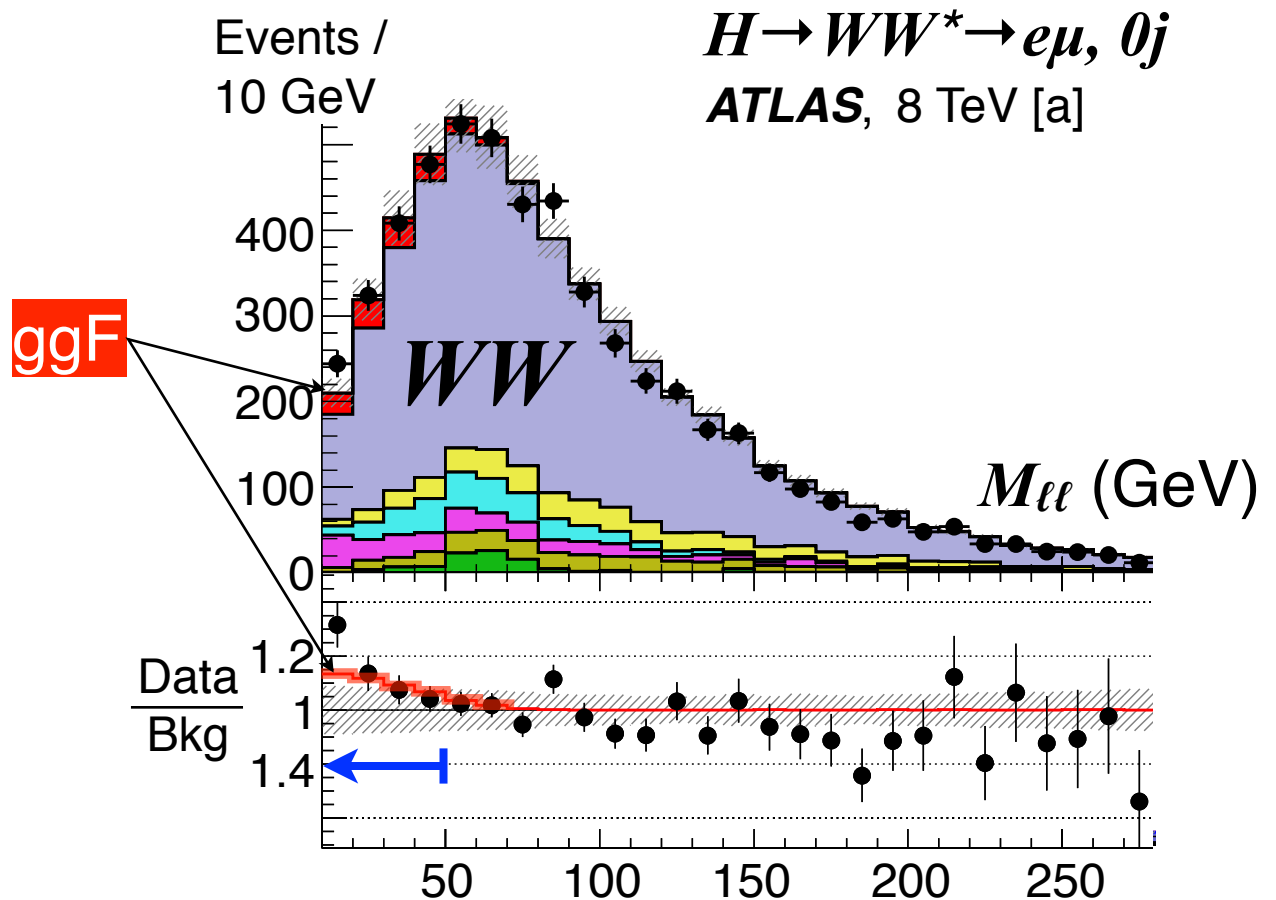 Events /
10 GeV
H→WW*→eμ, 0j
ATLAS, 8 TeV [a]
400
300
ggF
WW
200
100
Mℓℓ (GeV)
0
1.2
Data
1
Bkg
1.4
50 100 150 200 250